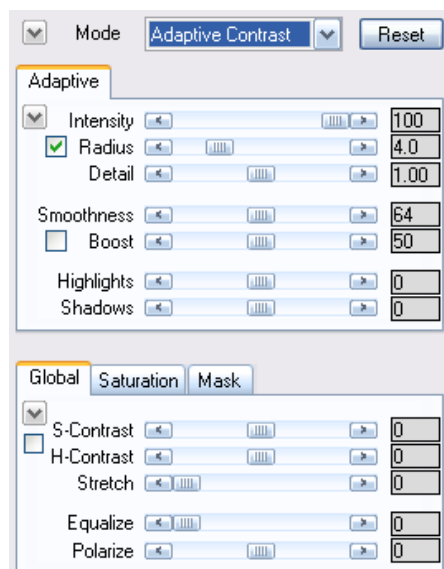 Mode Adaptive Contrast Reset
Adaptive
Intensity 100
Radius 4.0
Detail 1.00
Smoothness 64
Boost 50
Highlights 0
Shadows 0
Global Saturation Mask
S-Contrast 0
H-Contrast 0
Stretch 0
Equalize 0
Polarize 0